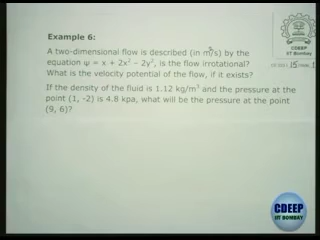 Example 6:
A two-dimensional flow is described (in m²/s) by the
equation ψ = x + 2x² – 2y², is the flow irrotational?
What is the velocity potential of the flow, if it exists?
If the density of the fluid is 1.12 kg/m³ and the pressure at the
point (1, -2) is 4.8 kpa, what will be the pressure at the point
(9, 6)?
CDEEP
IIT Bombay
CDEEP
IIT BOMBAY